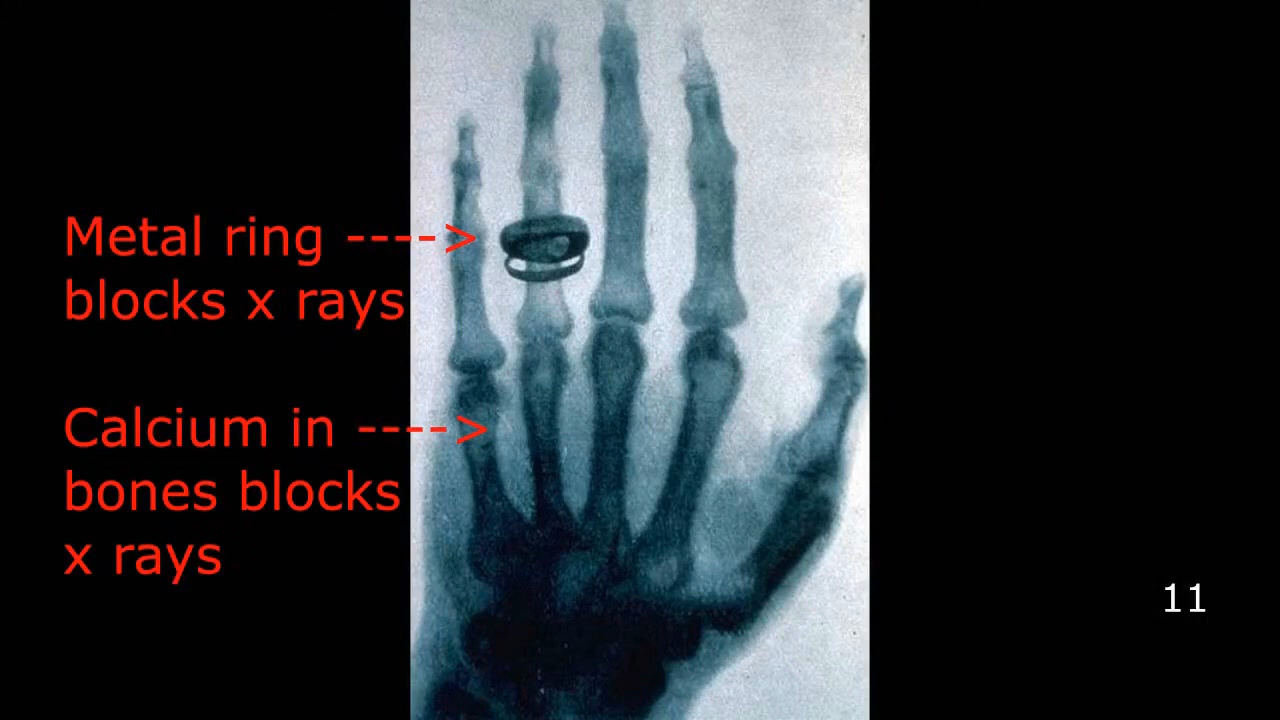 Metal ring ---->
blocks x rays
Calcium in ---->
bones blocks
x rays
11